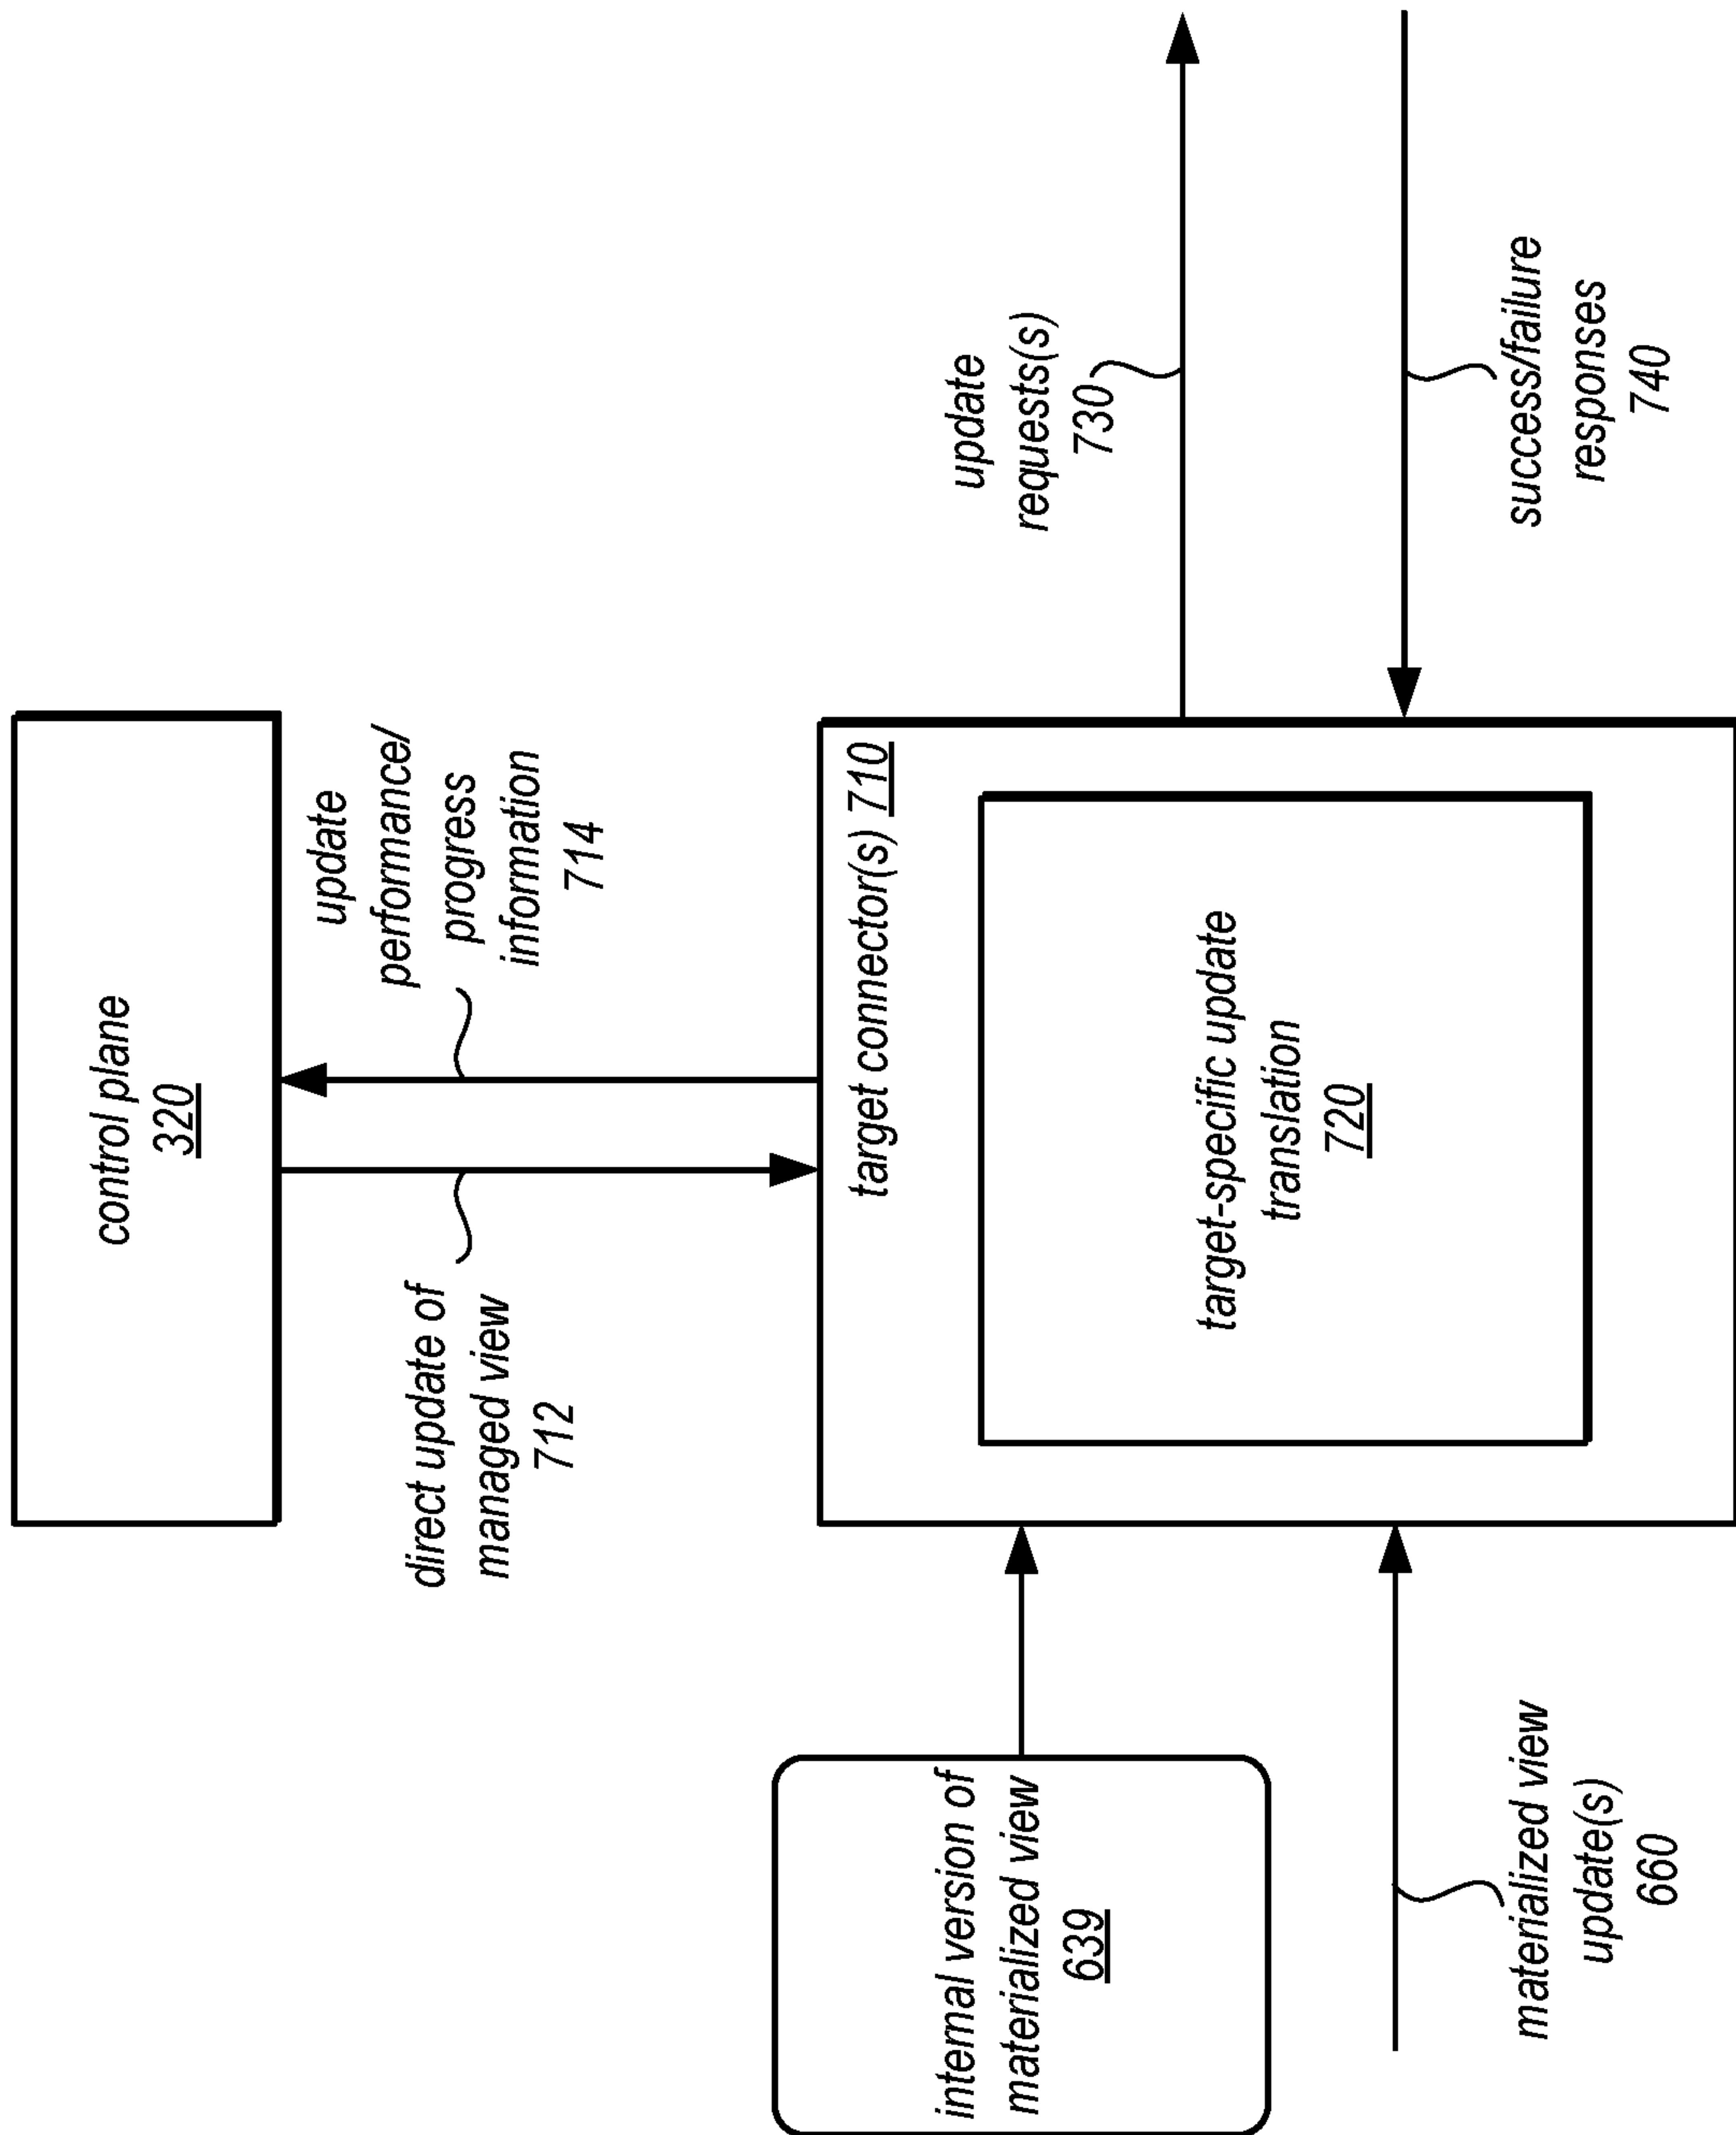 control plane
320
direct update of
managed view
712
update
performance/
progress
information
714
target connector(s) 710
target-specific update
translation
720
internal version of
materialized view
639
materialized view
update(s)
660
update
requests(s)
730
success/failure
responses
740